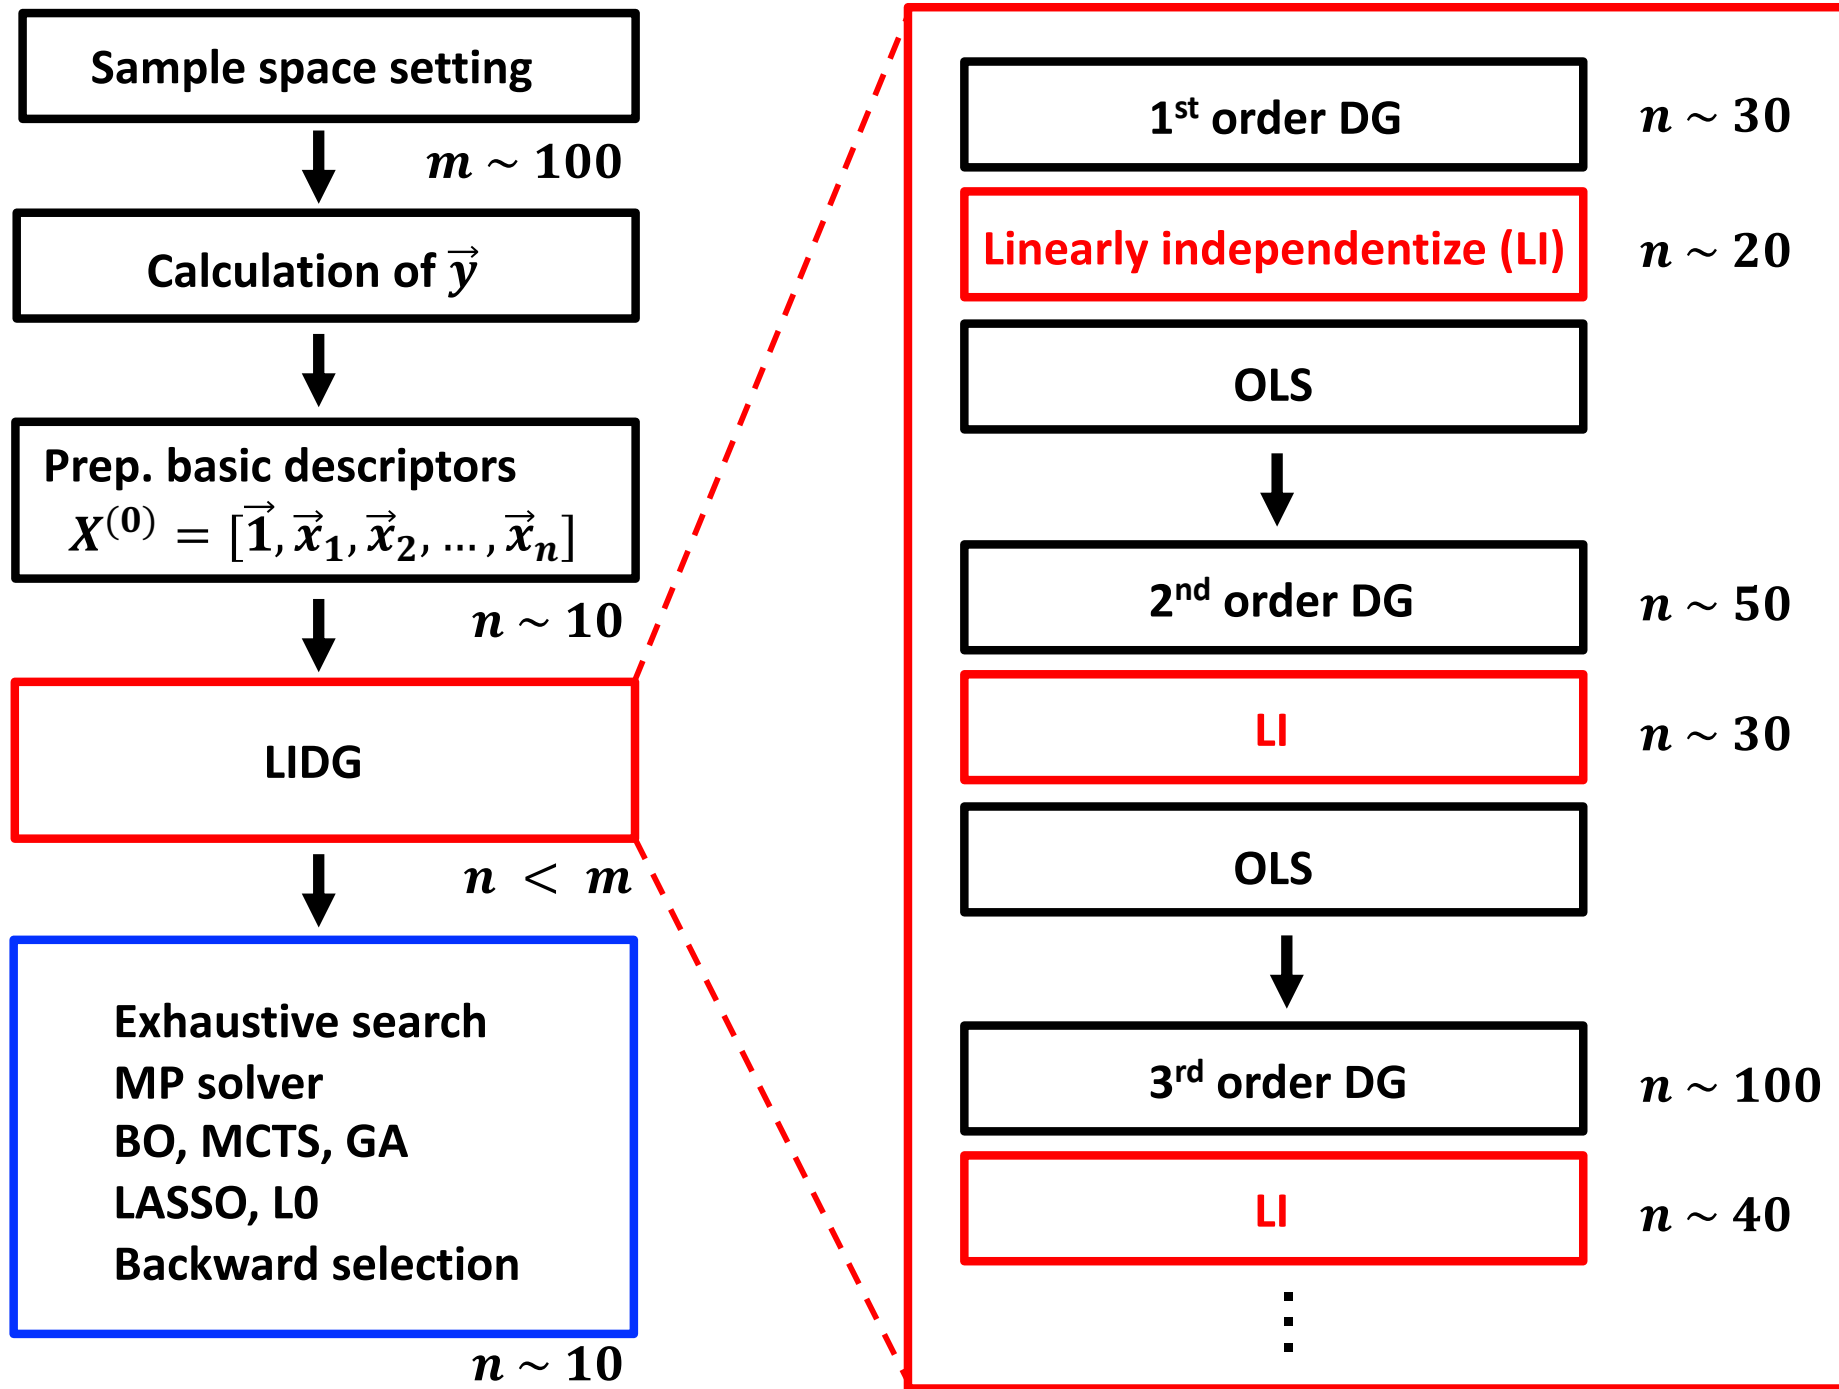 Sample space setting
m ~ 100
Calculation of y⃗
Prep. basic descriptors
X⁽⁰⁾ = [1⃗, x⃗₁, x⃗₂, …, x⃗ₙ]
n ~ 10
LIDG
n < m
Exhaustive search
MP solver
BO, MCTS, GA
LASSO, L0
Backward selection
n ~ 10
1st order DG
n ~ 30
Linearly independentize (LI)
n ~ 20
OLS
2nd order DG
n ~ 50
LI
n ~ 30
OLS
3rd order DG
n ~ 100
LI
n ~ 40
⋮